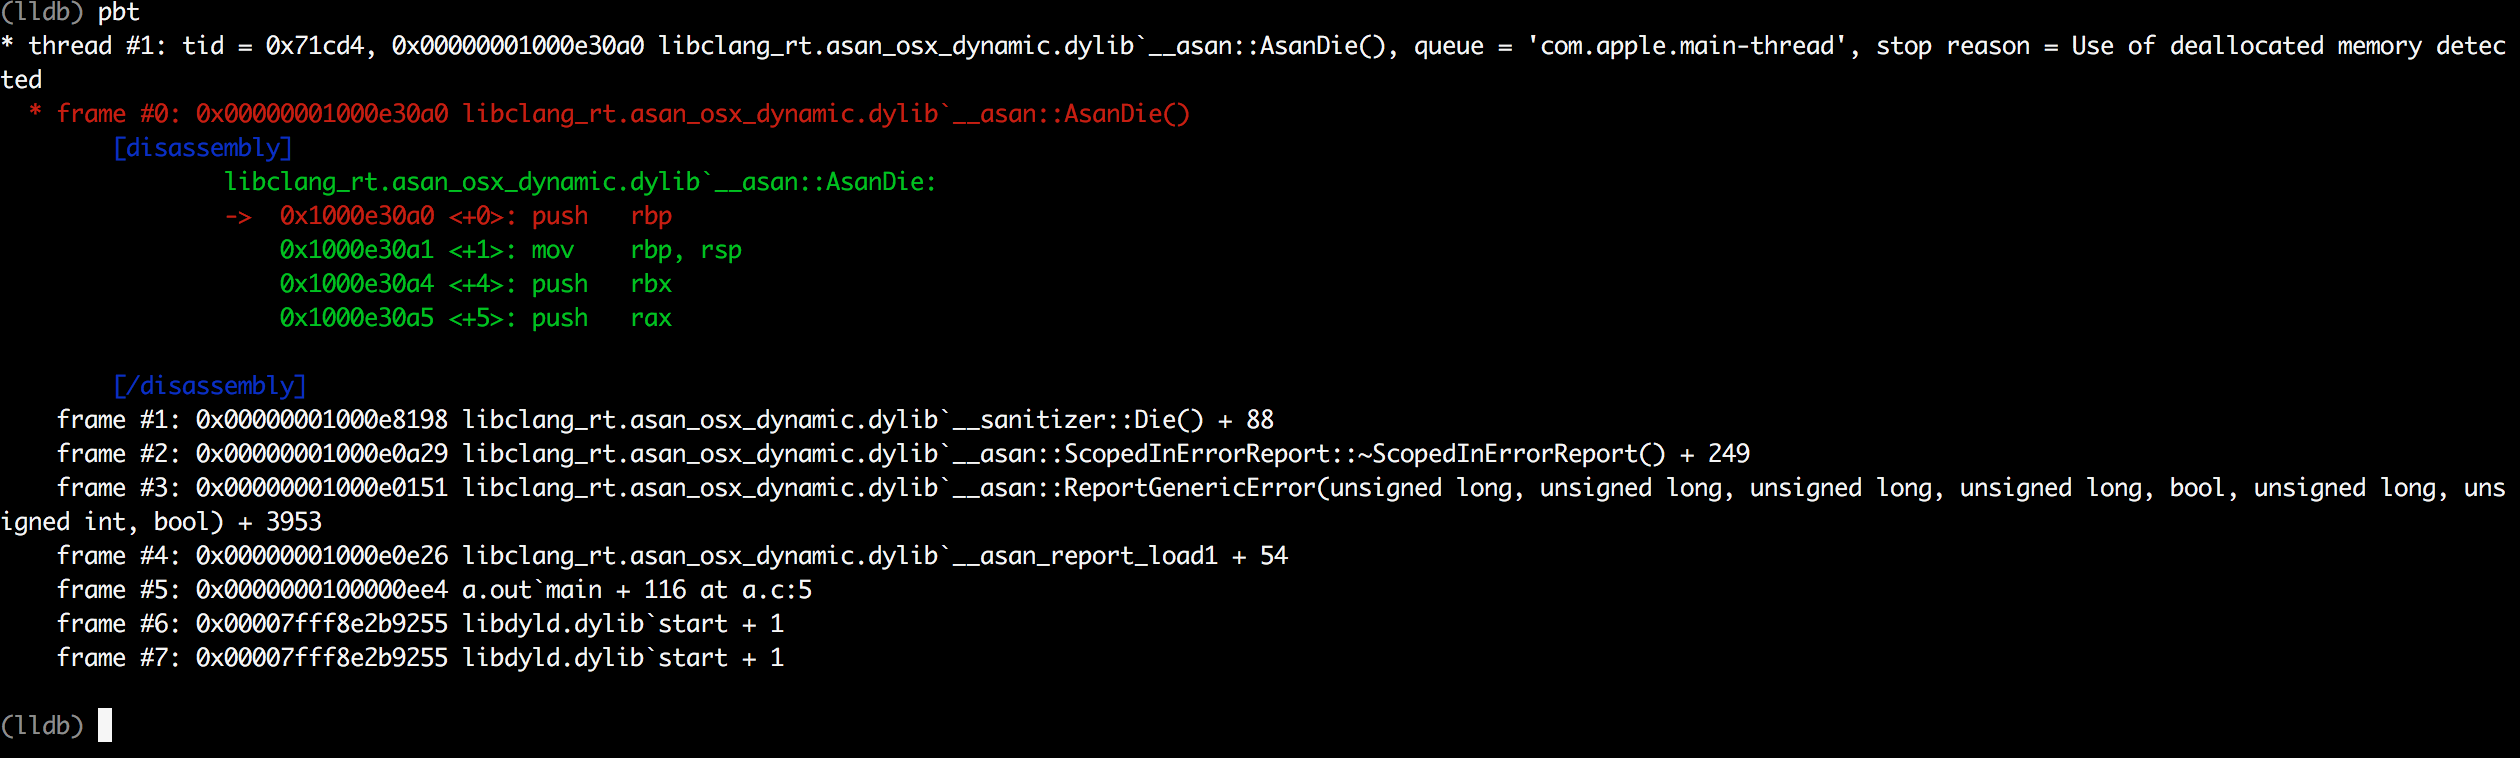 (lldb) pbt
* thread #1: tid = 0x71cd4, 0x00000001000e30a0 libclang_rt.asan_osx_dynamic.dylib`__asan::AsanDie(), queue = 'com.apple.main-thread', stop reason = Use of deallocated memory detec
ted
  * frame #0: 0x00000001000e30a0 libclang_rt.asan_osx_dynamic.dylib`__asan::AsanDie()
        [disassembly]
                libclang_rt.asan_osx_dynamic.dylib`__asan::AsanDie:
                ->  0x1000e30a0 <+0>: push   rbp
                    0x1000e30a1 <+1>: mov    rbp, rsp
                    0x1000e30a4 <+4>: push   rbx
                    0x1000e30a5 <+5>: push   rax
        [/disassembly]
    frame #1: 0x00000001000e8198 libclang_rt.asan_osx_dynamic.dylib`__sanitizer::Die() + 88
    frame #2: 0x00000001000e0a29 libclang_rt.asan_osx_dynamic.dylib`__asan::ScopedInErrorReport::~ScopedInErrorReport() + 249
    frame #3: 0x00000001000e0151 libclang_rt.asan_osx_dynamic.dylib`__asan::ReportGenericError(unsigned long, unsigned long, unsigned long, unsigned long, bool, unsigned long, uns
igned int, bool) + 3953
    frame #4: 0x00000001000e0e26 libclang_rt.asan_osx_dynamic.dylib`__asan_report_load1 + 54
    frame #5: 0x0000000100000ee4 a.out`main + 116 at a.c:5
    frame #6: 0x00007fff8e2b9255 libdyld.dylib`start + 1
    frame #7: 0x00007fff8e2b9255 libdyld.dylib`start + 1
(lldb)